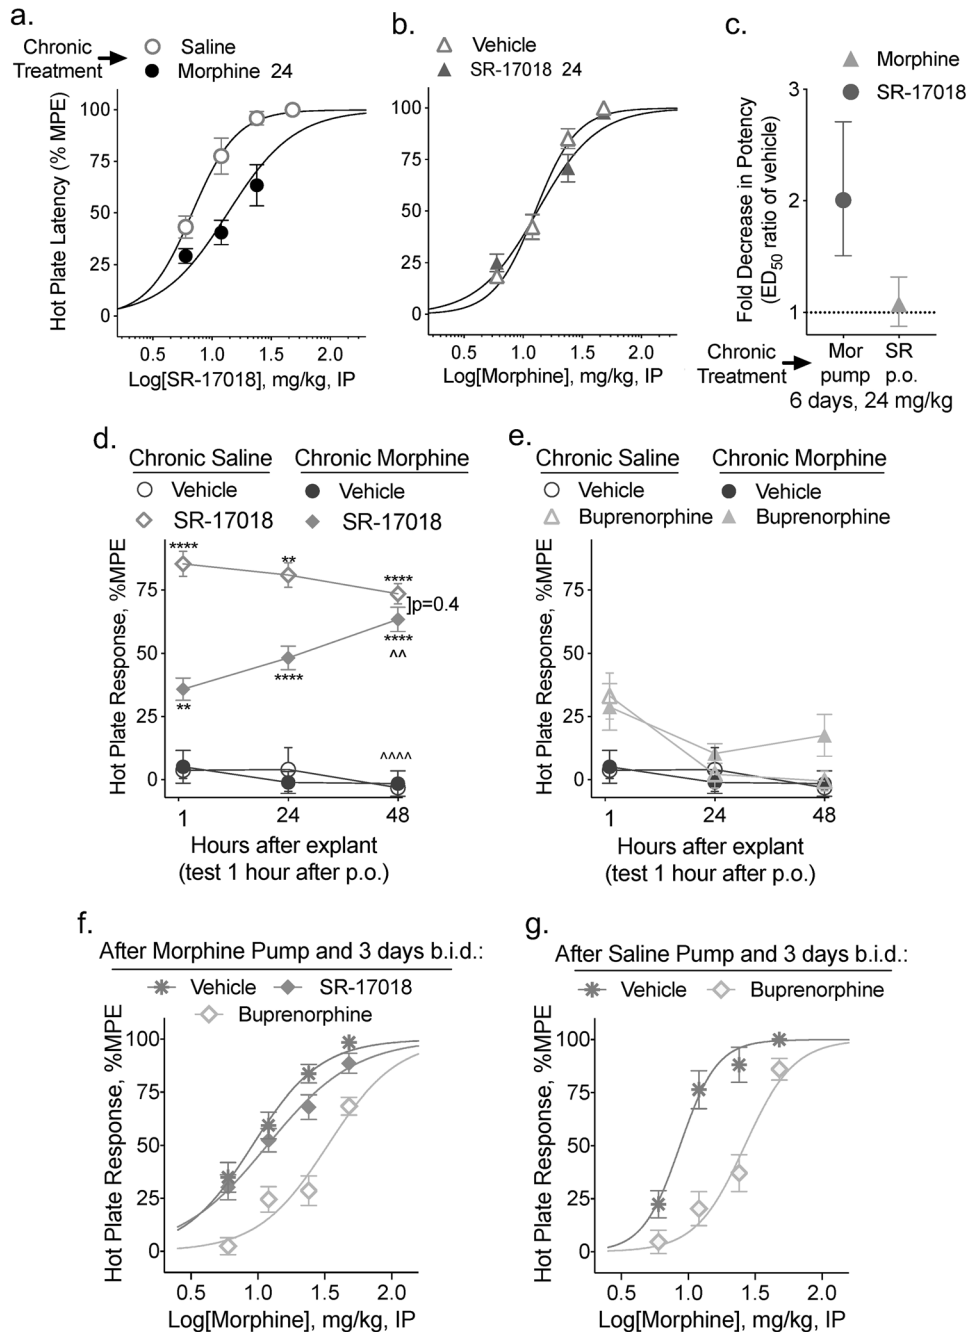 a.
Chronic
Treatment
Saline
Morphine 24
Hot Plate Latency (% MPE)
100
75
50
25
0
0.5 1.0 1.5 2.0
Log[SR-17018], mg/kg, IP
b.
Vehicle
SR-17018 24
100
75
50
25
0
0.5 1.0 1.5 2.0
Log[Morphine], mg/kg, IP
c.
Morphine
SR-17018
Fold Decrease in Potency
(ED50 ratio of vehicle)
3
2
1
Chronic
Treatment
Mor SR
pump p.o.
6 days, 24 mg/kg
d.
Chronic Saline Chronic Morphine
Vehicle Vehicle
SR-17018 SR-17018
Hot Plate Response, %MPE
75
50
25
0
**** ** ****
]p=0.4
****
^^
** ****
^^^^
1 24 48
Hours after explant
(test 1 hour after p.o.)
e.
Chronic Saline Chronic Morphine
Vehicle Vehicle
Buprenorphine Buprenorphine
Hot Plate Response, %MPE
75
50
25
0
1 24 48
Hours after explant
(test 1 hour after p.o.)
f.
After Morphine Pump and 3 days b.i.d.:
Vehicle SR-17018
Buprenorphine
Hot Plate Response, %MPE
100
75
50
25
0
0.5 1.0 1.5 2.0
Log[Morphine], mg/kg, IP
g.
After Saline Pump and 3 days b.i.d.:
Vehicle Buprenorphine
Hot Plate Response, %MPE
100
75
50
25
0
0.5 1.0 1.5 2.0
Log[Morphine], mg/kg, IP